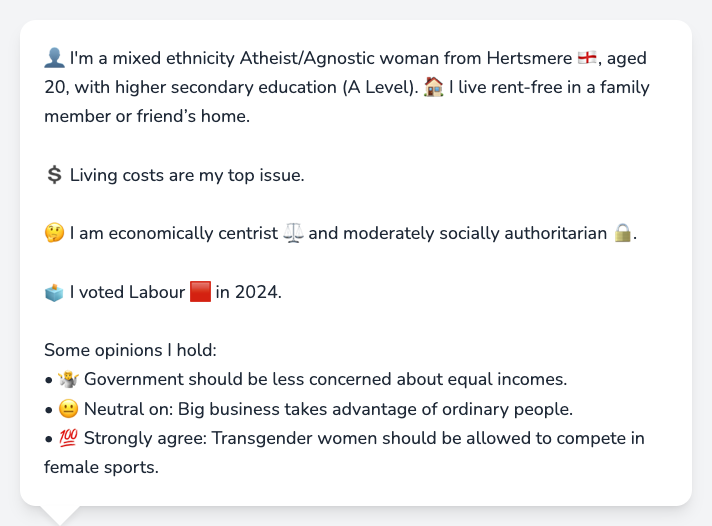 👤 I'm a mixed ethnicity Atheist/Agnostic woman from Hertsmere 🏴󠁧󠁢󠁥󠁮󠁧󠁿, aged
20, with higher secondary education (A Level). 🏠 I live rent-free in a family
member or friend’s home.
💲 Living costs are my top issue.
🤔 I am economically centrist ⚖️ and moderately socially authoritarian 🔒.
🗳️ I voted Labour 🟥 in 2024.
Some opinions I hold:
• 🤷 Government should be less concerned about equal incomes.
• 😐 Neutral on: Big business takes advantage of ordinary people.
• 💯 Strongly agree: Transgender women should be allowed to compete in
female sports.